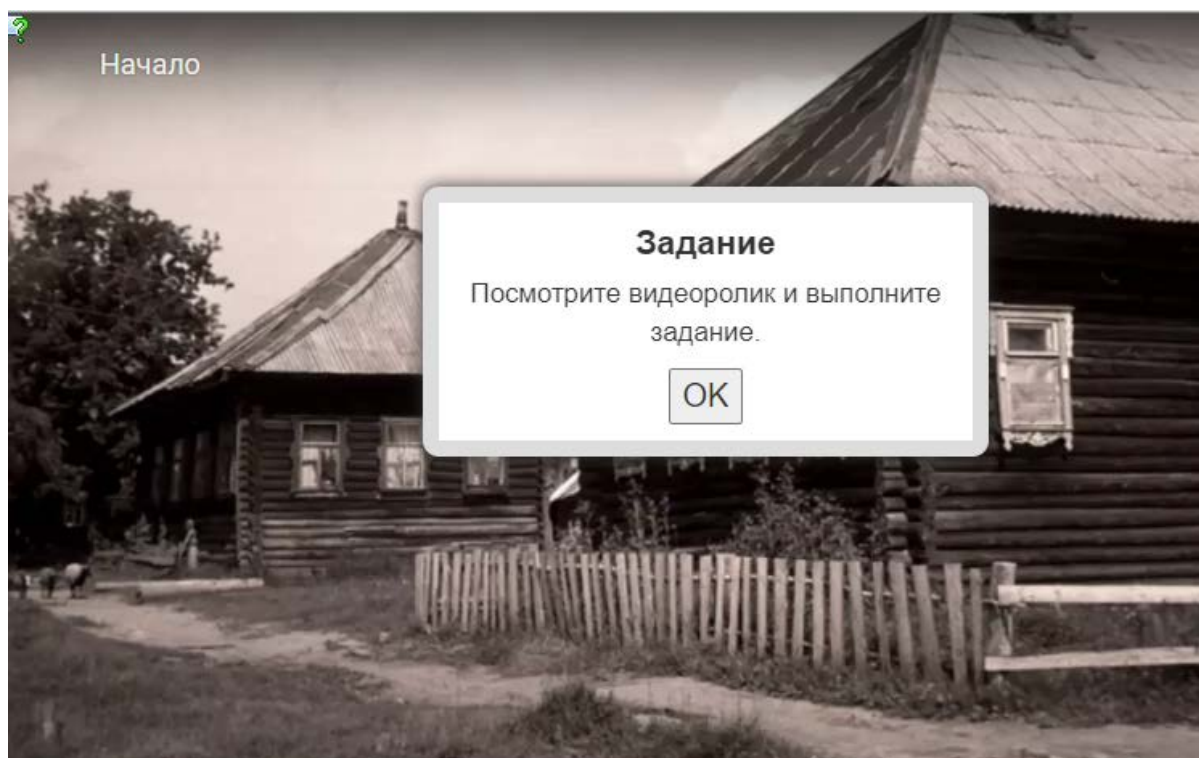 Начало
Задание
Посмотрите видеоролик и выполните
задание.
OK